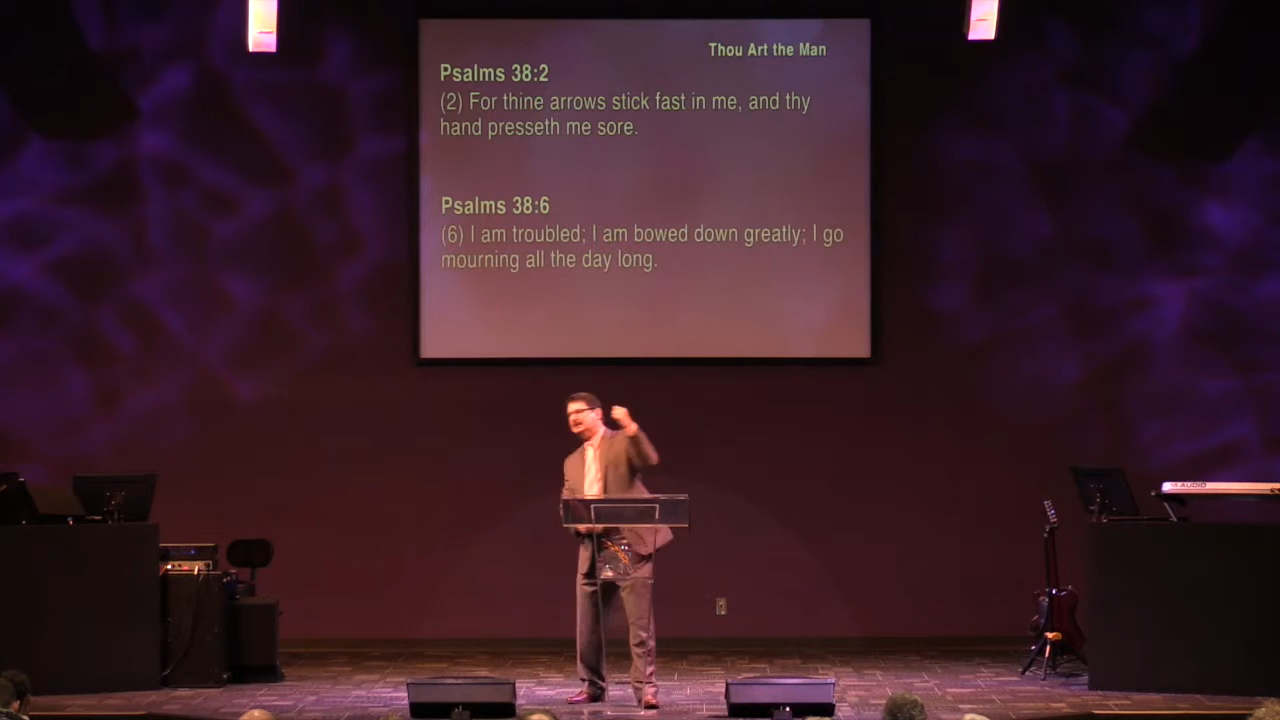 Thou Art the Man
Psalms 38:2
(2) For thine arrows stick fast in me, and thy
hand presseth me sore.
Psalms 38:6
(6) I am troubled; I am bowed down greatly; I go
mourning all the day long.
M-AUDIO